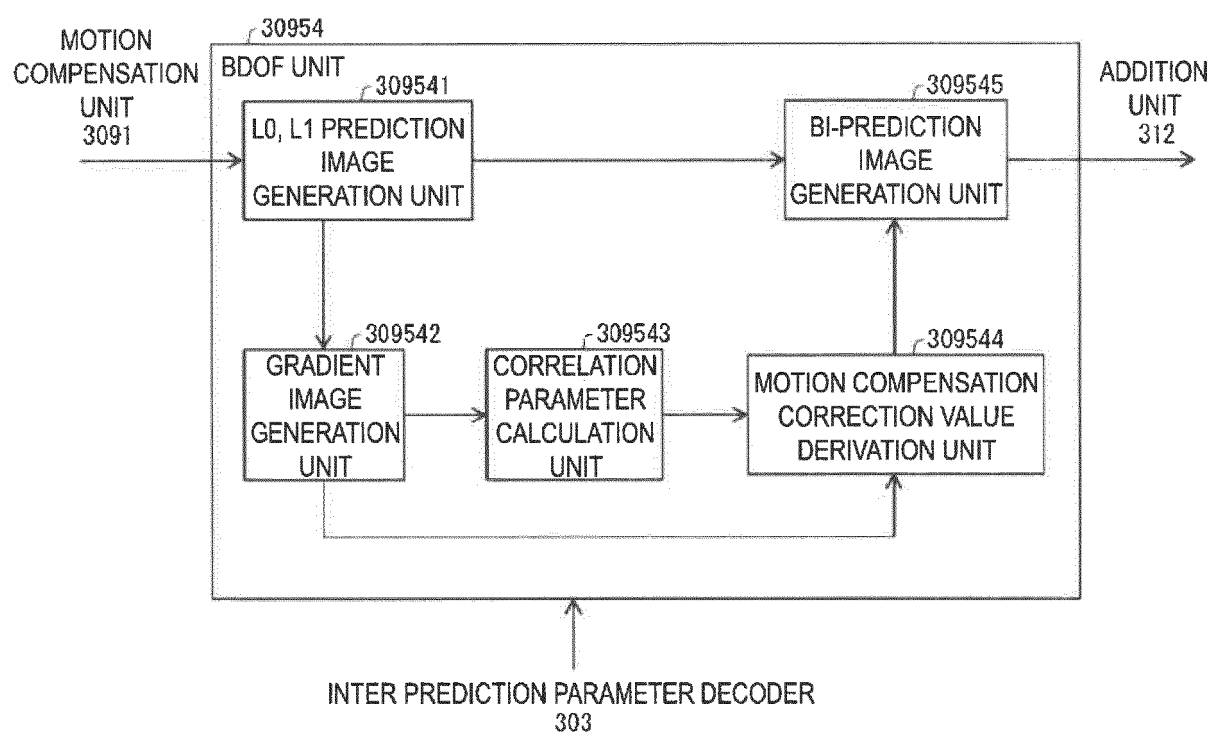 30954
MOTION
COMPENSATION
UNIT
3091
BDOF UNIT
309541
L0, L1 PREDICTION
IMAGE
GENERATION UNIT
309545
BI-PREDICTION
IMAGE
GENERATION UNIT
ADDITION
UNIT
312
309542
GRADIENT
IMAGE
GENERATION
UNIT
309543
CORRELATION
PARAMETER
CALCULATION
UNIT
309544
MOTION COMPENSATION
CORRECTION VALUE
DERIVATION UNIT
INTER PREDICTION PARAMETER DECODER
303